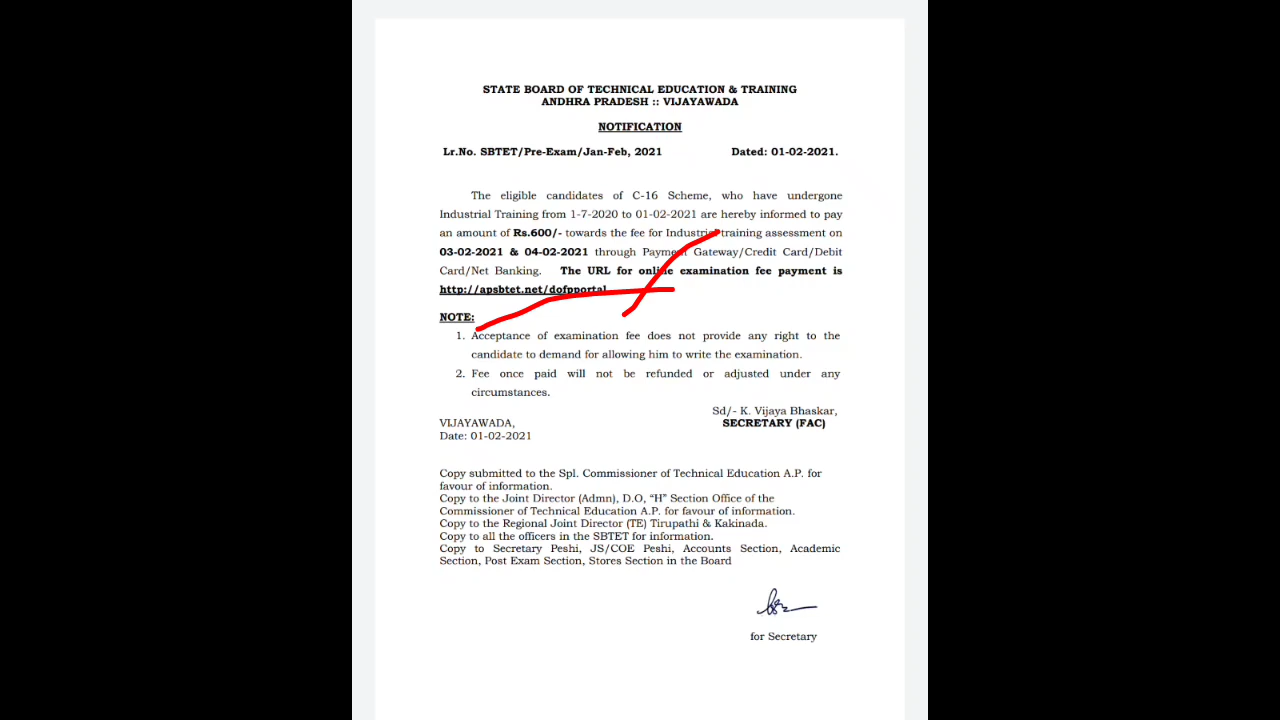 STATE BOARD OF TECHNICAL EDUCATION & TRAINING
ANDHRA PRADESH :: VIJAYAWADA
NOTIFICATION
Lr.No. SBTET/Pre-Exam/Jan-Feb, 2021 Dated: 01-02-2021.
The eligible candidates of C-16 Scheme, who have undergone
Industrial Training from 1-7-2020 to 01-02-2021 are hereby informed to pay
an amount of Rs.600/- towards the fee for Industrial training assessment on
03-02-2021 & 04-02-2021 through Payment Gateway/Credit Card/Debit
Card/Net Banking. The URL for online examination fee payment is
http://apsbtet.net/dofpportal
NOTE:
1. Acceptance of examination fee does not provide any right to the
candidate to demand for allowing him to write the examination.
2. Fee once paid will not be refunded or adjusted under any
circumstances.
Sd/- K. Vijaya Bhaskar,
VIJAYAWADA, SECRETARY (FAC)
Date: 01-02-2021
Copy submitted to the Spl. Commissioner of Technical Education A.P. for
favour of information.
Copy to the Joint Director (Admn), D.O, “H” Section Office of the
Commissioner of Technical Education A.P. for favour of information.
Copy to the Regional Joint Director (TE) Tirupathi & Kakinada.
Copy to all the officers in the SBTET for information.
Copy to Secretary Peshi, JS/COE Peshi, Accounts Section, Academic
Section, Post Exam Section, Stores Section in the Board
for Secretary